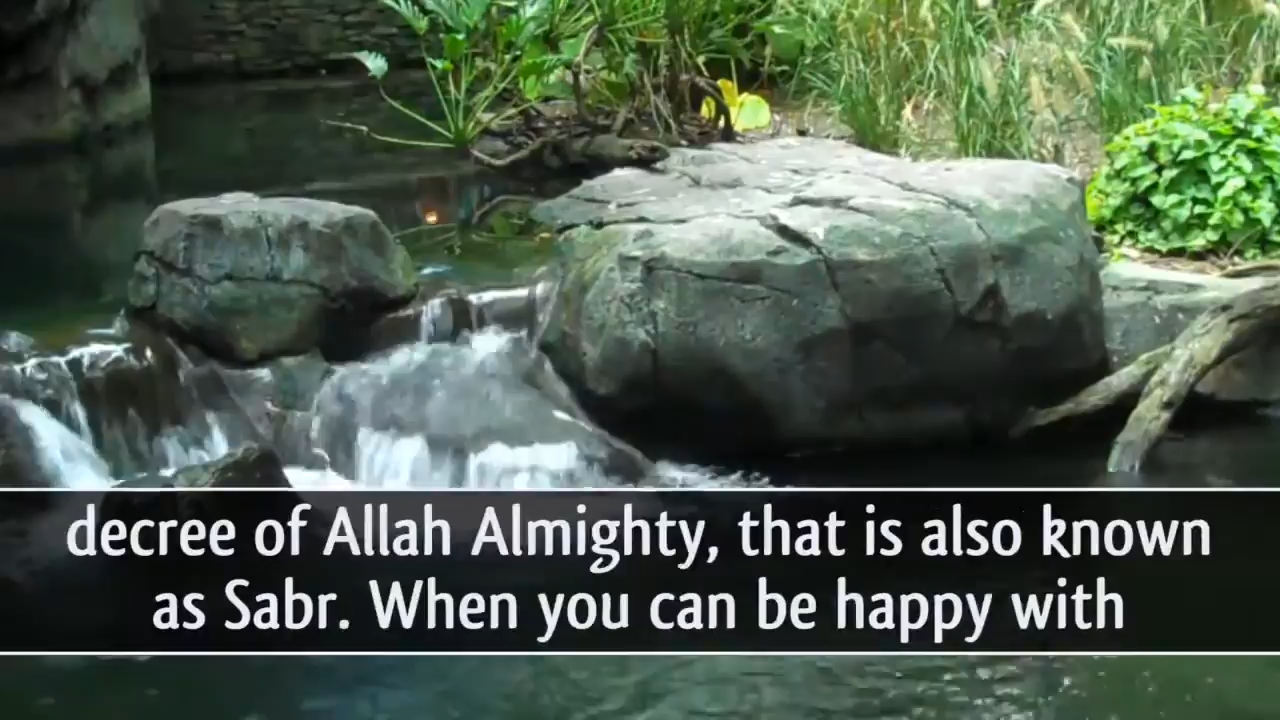 decree of Allah Almighty, that is also known
as Sabr. When you can be happy with